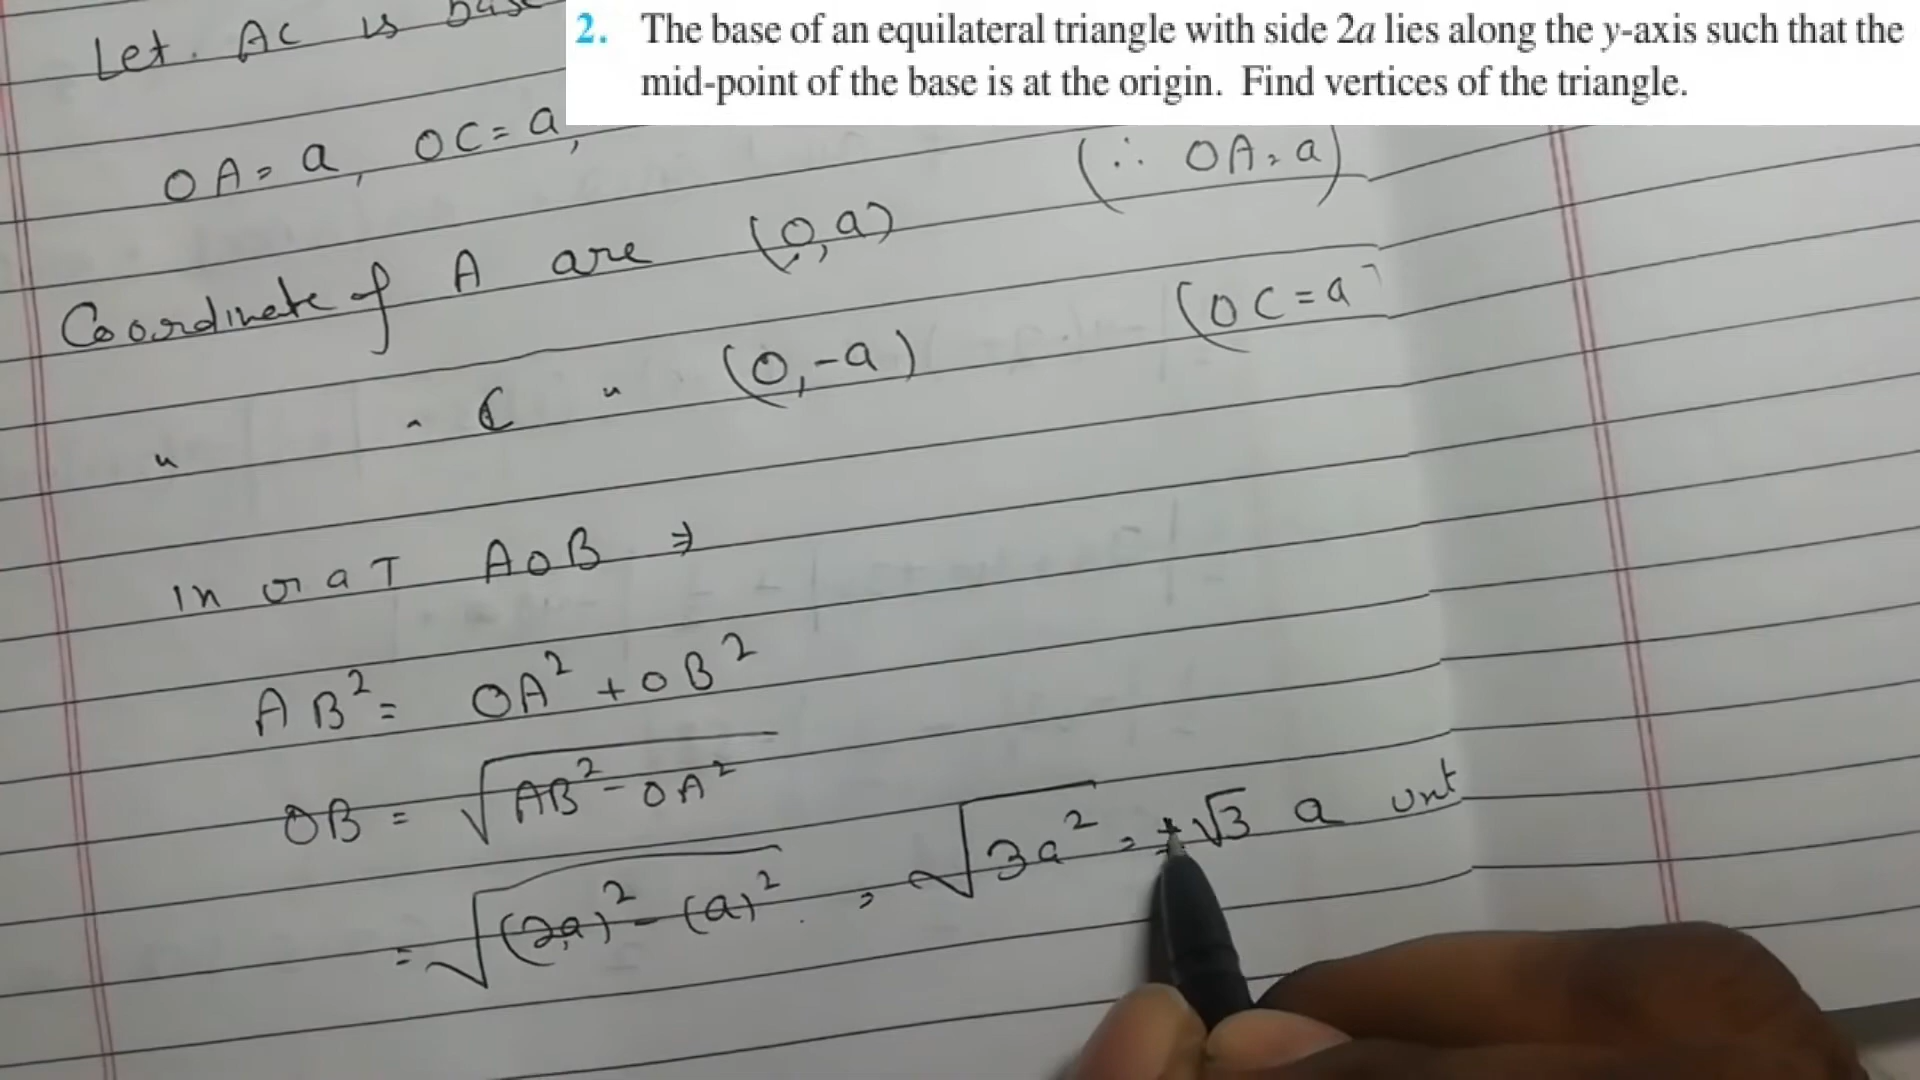 2. The base of an equilateral triangle with side 2a lies along the y-axis such that the
mid-point of the base is at the origin. Find vertices of the triangle.
Let. AC is base
OA = a, OC = a,
(∴ OA = a)
Coordinate of A are (0,a)
" " C " (0,-a) (OC = a)
In AOB ⇒
AB² = OA² + OB²
OB = √AB² - OA²
= √(2a)² - (a)² = √3a² = ±√3 a unt